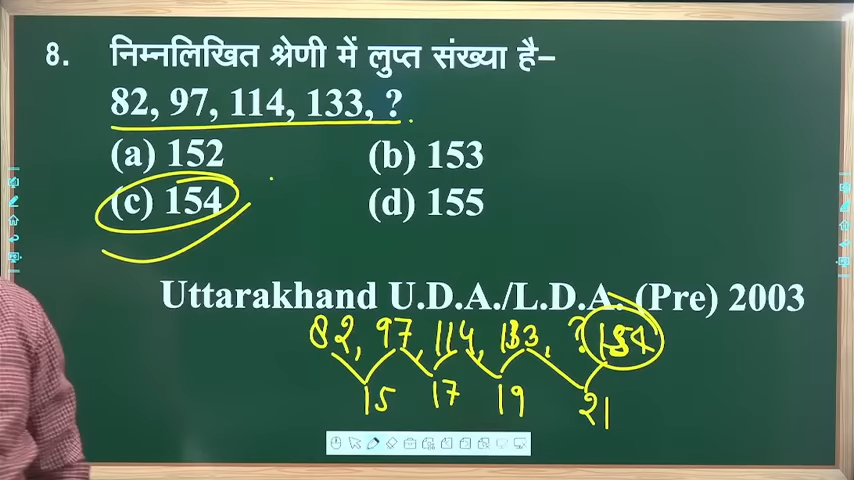 8. निम्नलिखित श्रेणी में लुप्त संख्या है–
82, 97, 114, 133, ?
(a) 152 (b) 153
(c) 154 (d) 155
Uttarakhand U.D.A./L.D.A. (Pre) 2003
82, 97, 114, 133, ? 154
15 17 19 21